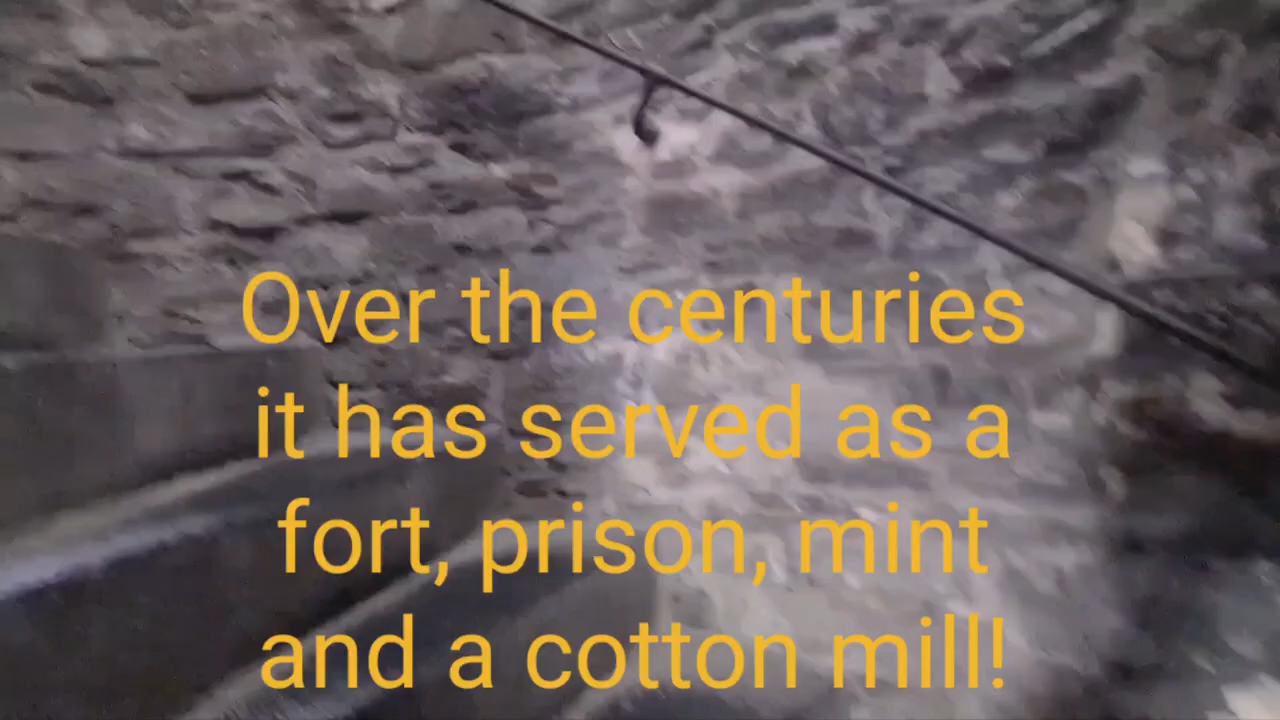 Over the centuries
it has served as a
fort, prison, mint
and a cotton mill!